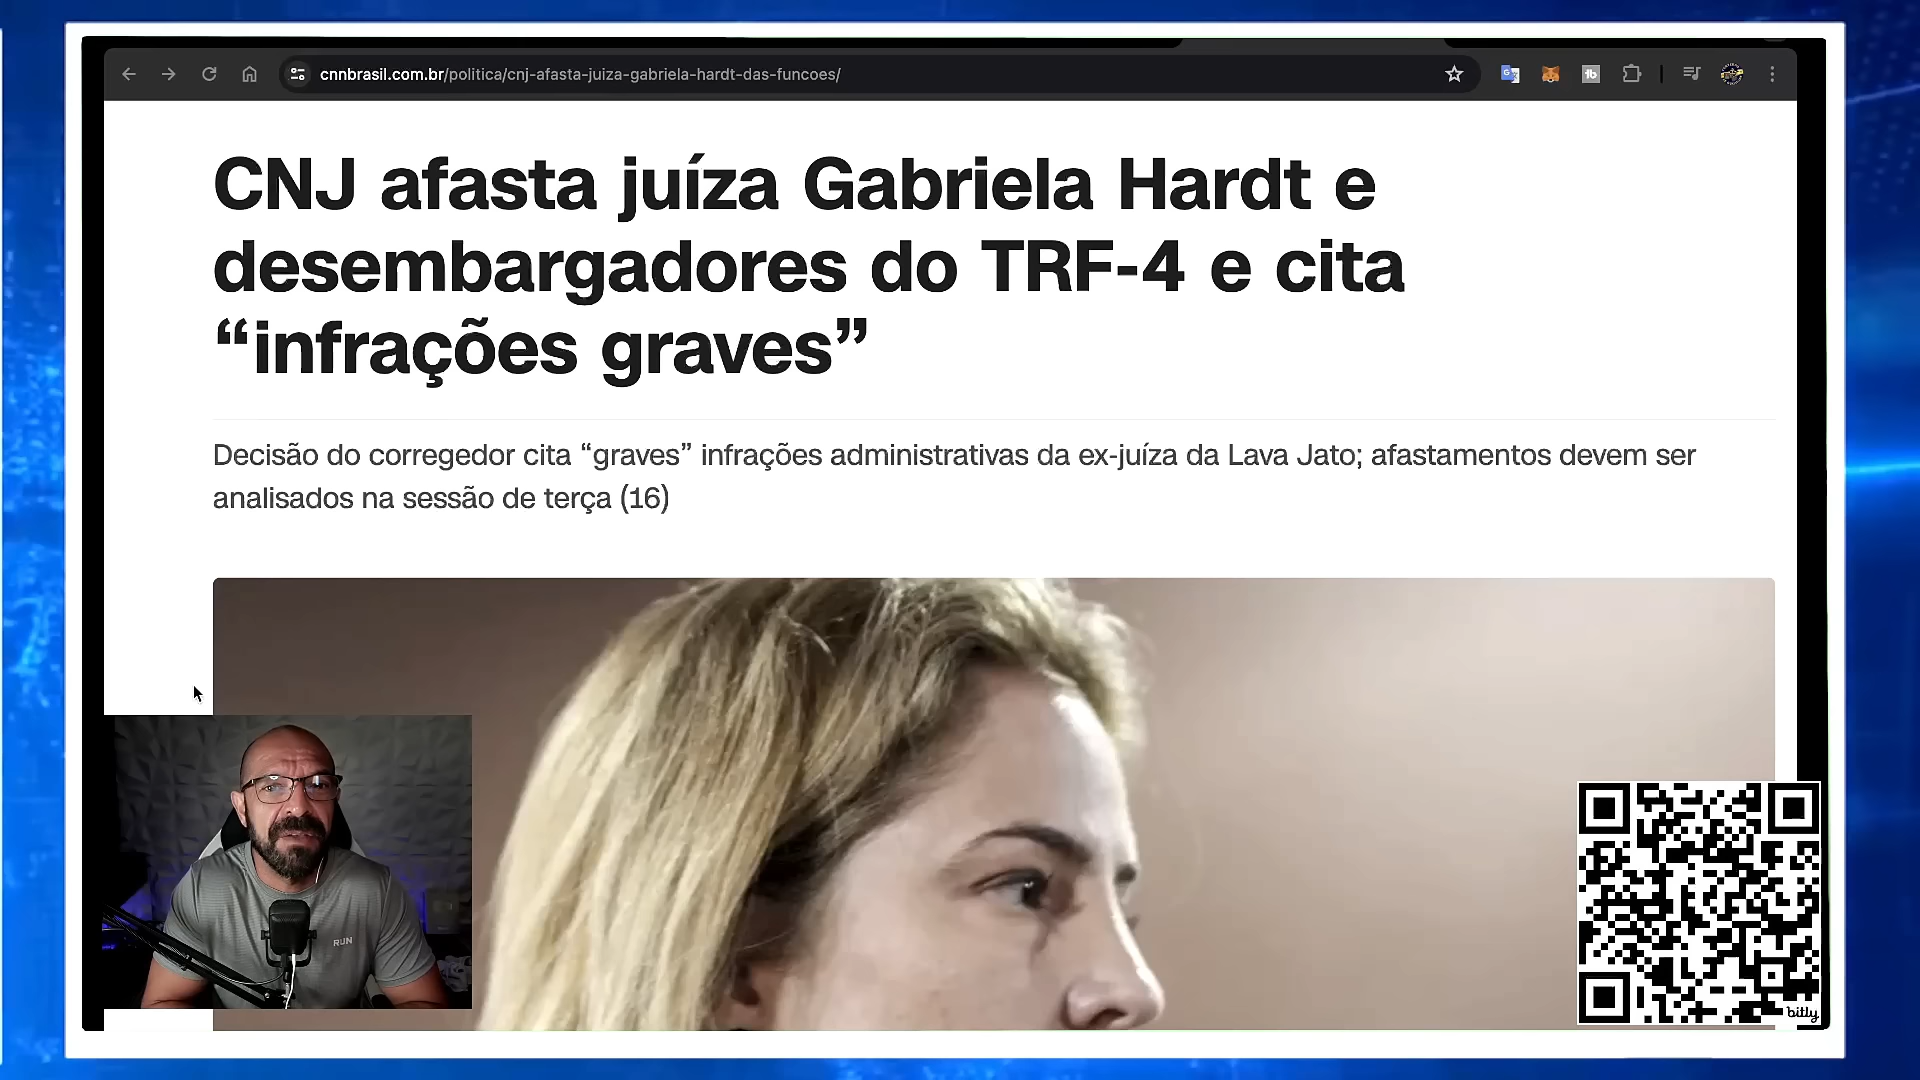 cnnbrasil.com.br/politica/cnj-afasta-juiza-gabriela-hardt-das-funcoes/
CNJ afasta juíza Gabriela Hardt e
desembargadores do TRF-4 e cita
“infrações graves”
Decisão do corregedor cita “graves” infrações administrativas da ex-juíza da Lava Jato; afastamentos devem ser
analisados na sessão de terça (16)
RUN
bitly